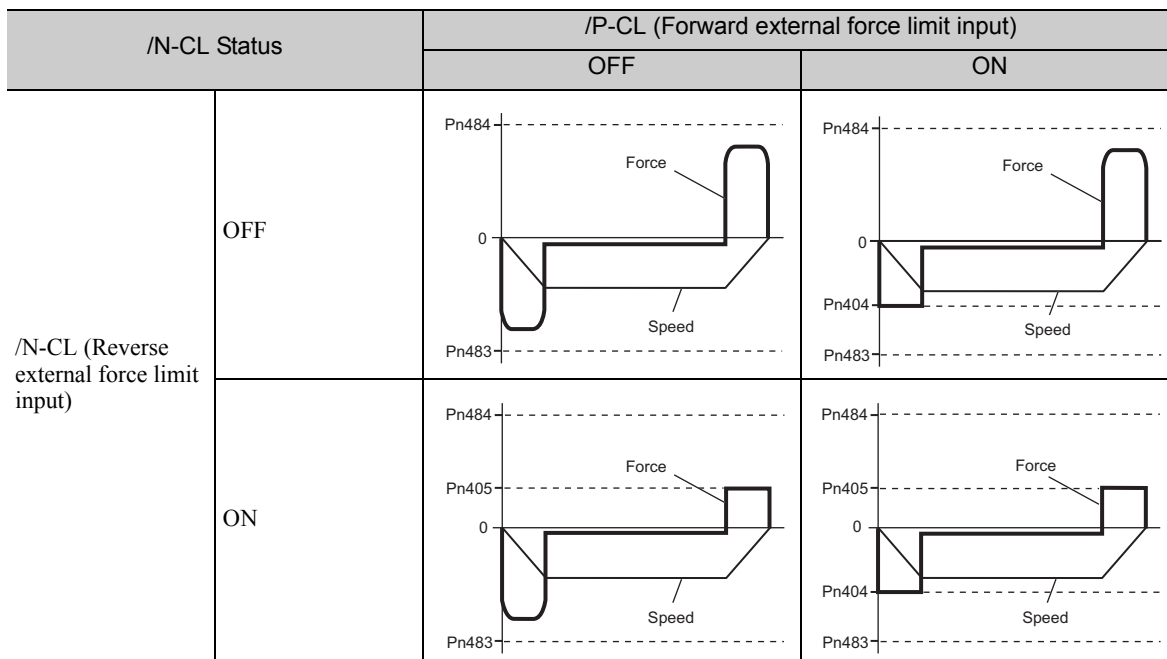 /N-CL Status
/P-CL (Forward external force limit input)
OFF
ON
/N-CL (Reverse
external force limit
input)
OFF
Pn484
Force
0
Speed
Pn483
Pn484
Force
0
Pn404
Speed
Pn483
ON
Pn484
Force
Pn405
0
Speed
Pn483
Pn484
Force
Pn405
0
Pn404
Speed
Pn483